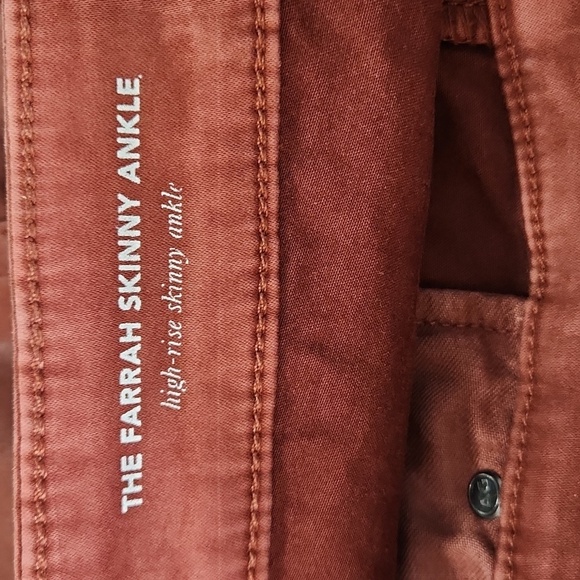 THE FARRAH SKINNY ANKLE.
high-rise skinny ankle